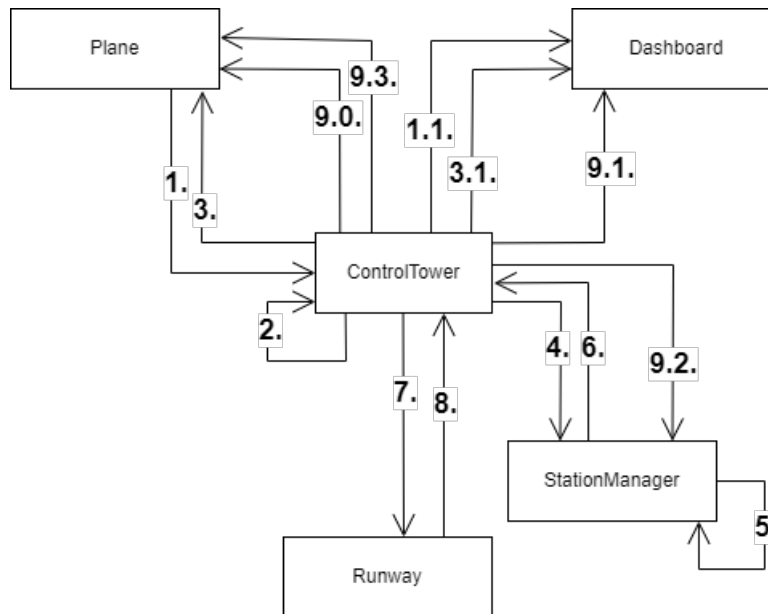 Plane
Dashboard
9.3.
9.0.
1.1.
3.1.
9.1.
1.
3.
ControlTower
2.
7.
8.
4.
6.
9.2.
StationManager
5
Runway